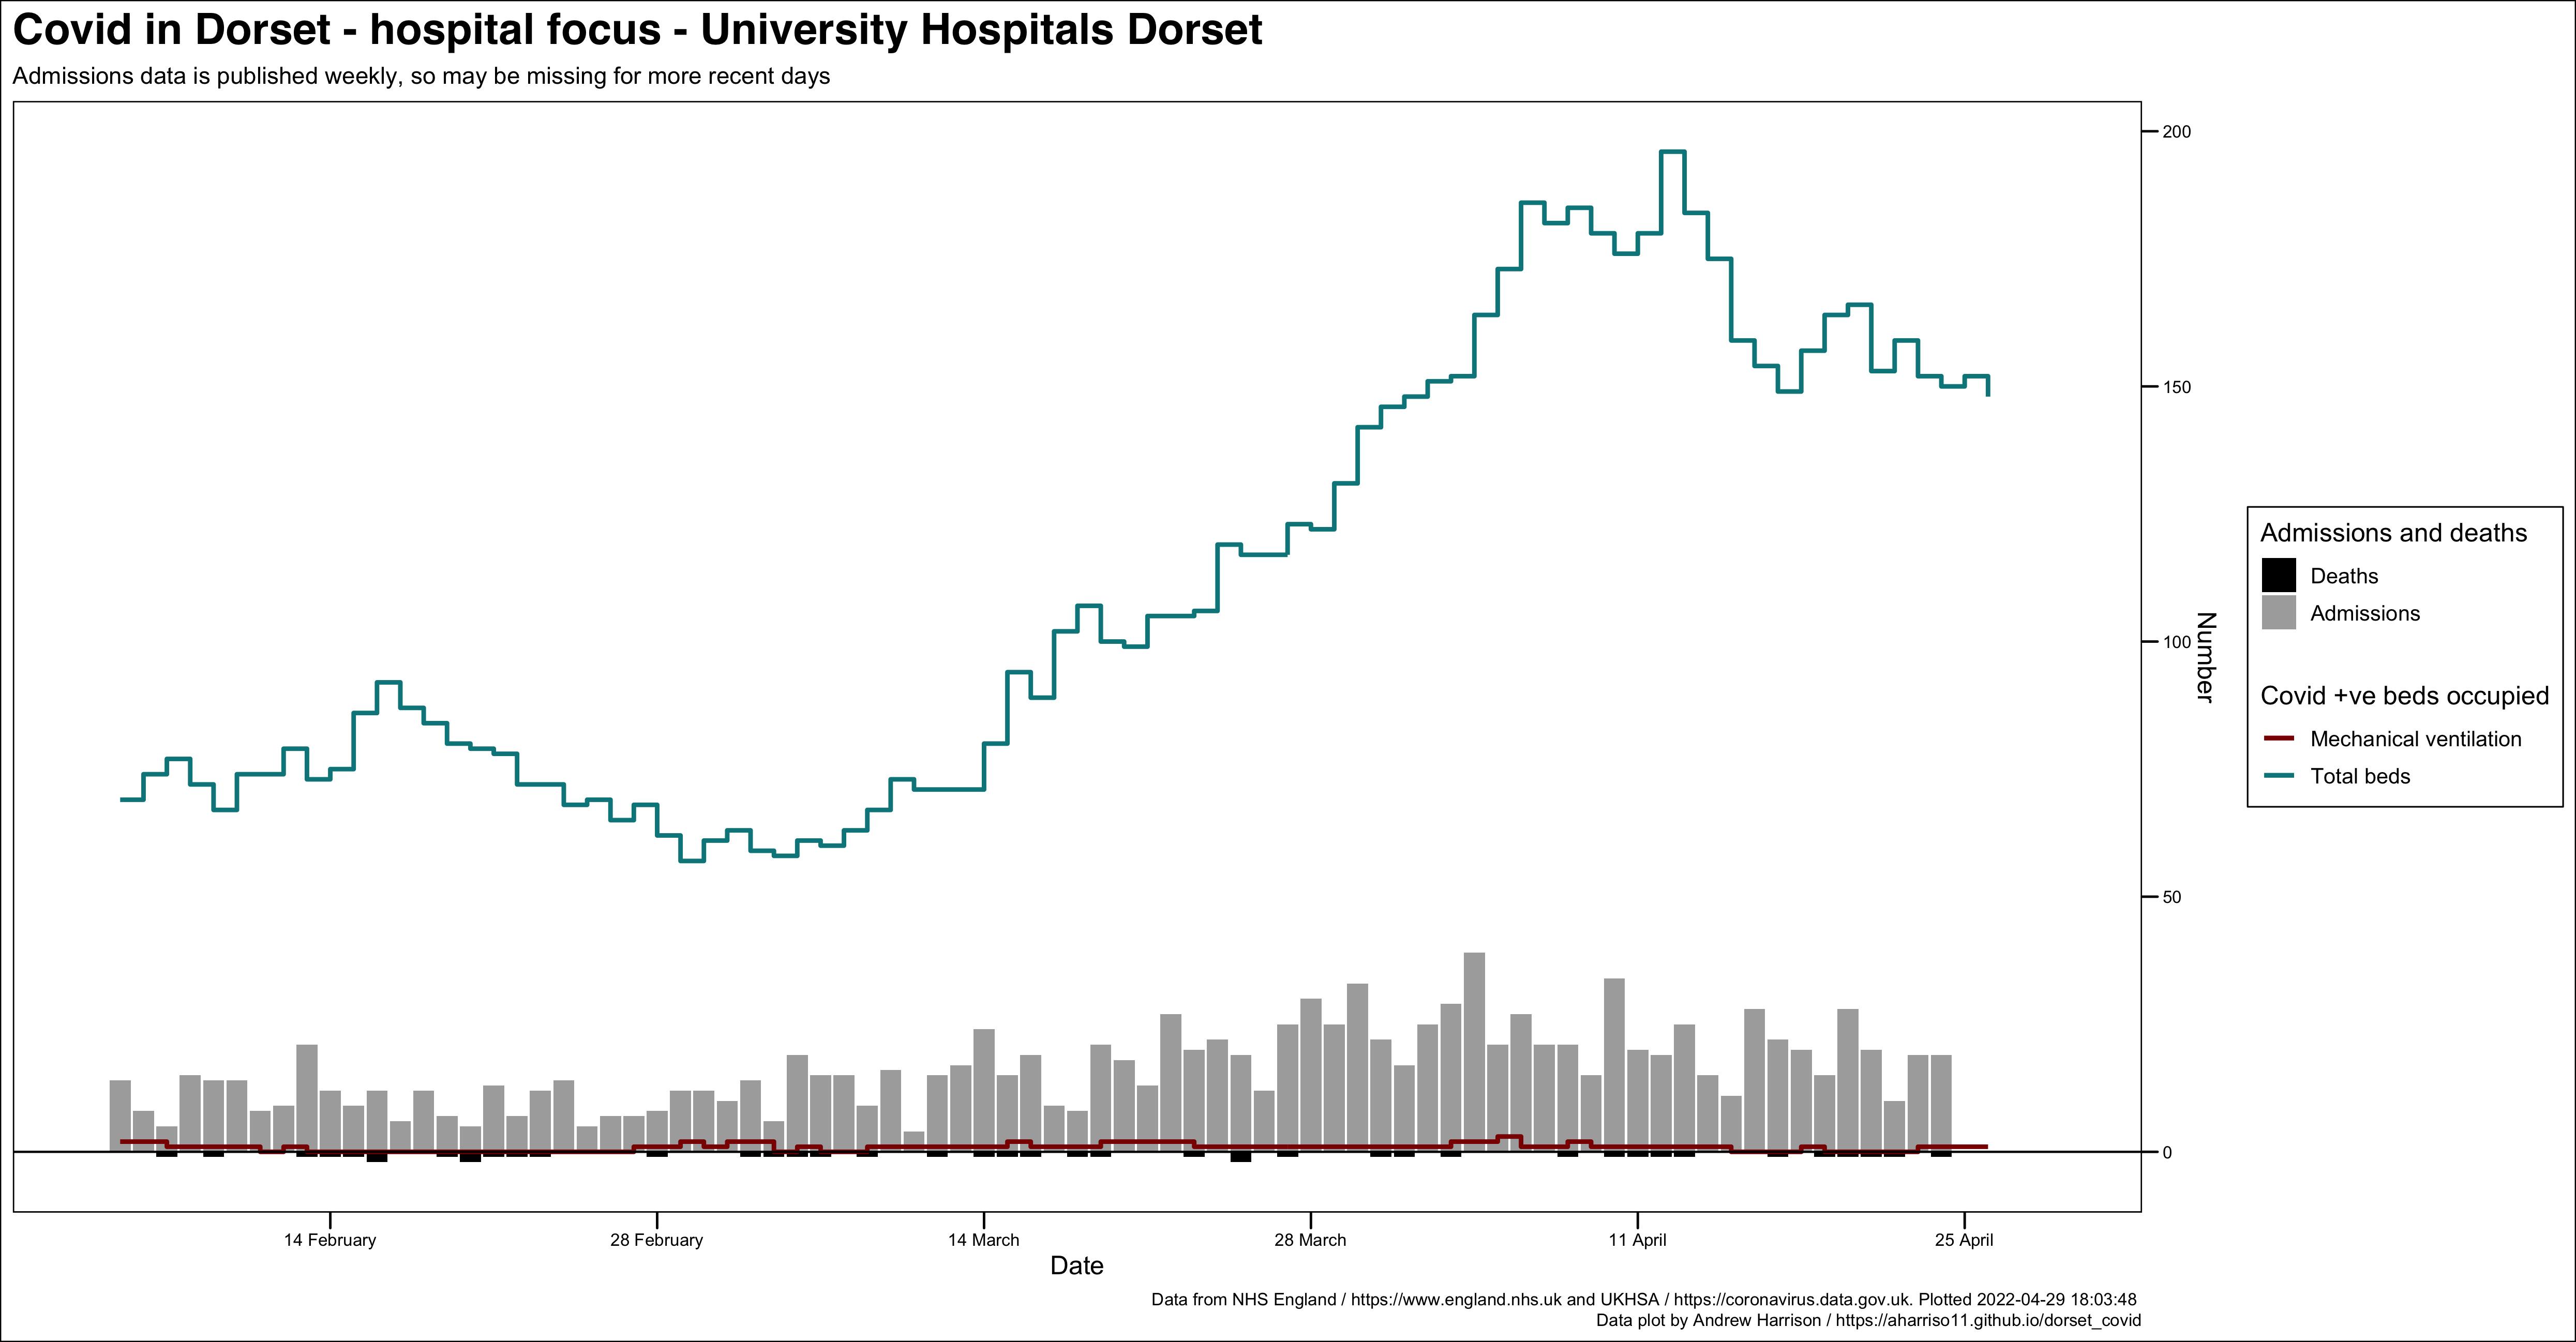 Covid in Dorset - hospital focus - University Hospitals Dorset
Admissions data is published weekly, so may be missing for more recent days
200
150
100
50
0
Number
14 February
28 February
14 March
28 March
11 April
25 April
Date
Admissions and deaths
Deaths
Admissions
Covid +ve beds occupied
Mechanical ventilation
Total beds
Data from NHS England / https://www.england.nhs.uk and UKHSA / https://coronavirus.data.gov.uk. Plotted 2022-04-29 18:03:48
Data plot by Andrew Harrison / https://aharriso11.github.io/dorset_covid